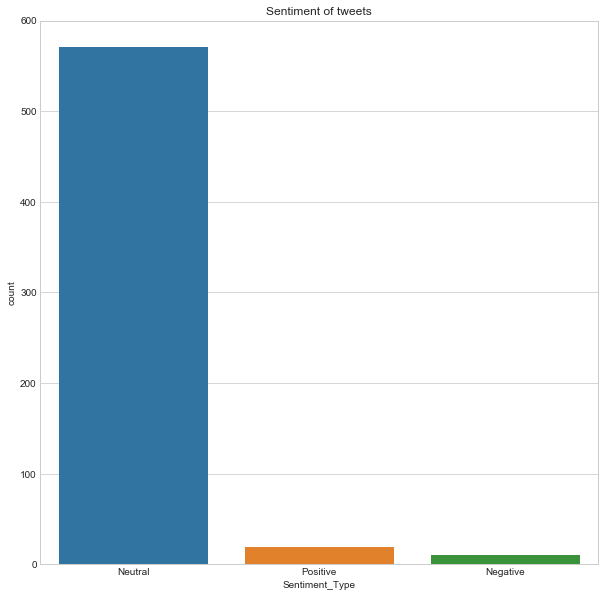 Sentiment of tweets
600
500
400
300
200
100
0
count
Neutral Positive Negative
Sentiment_Type